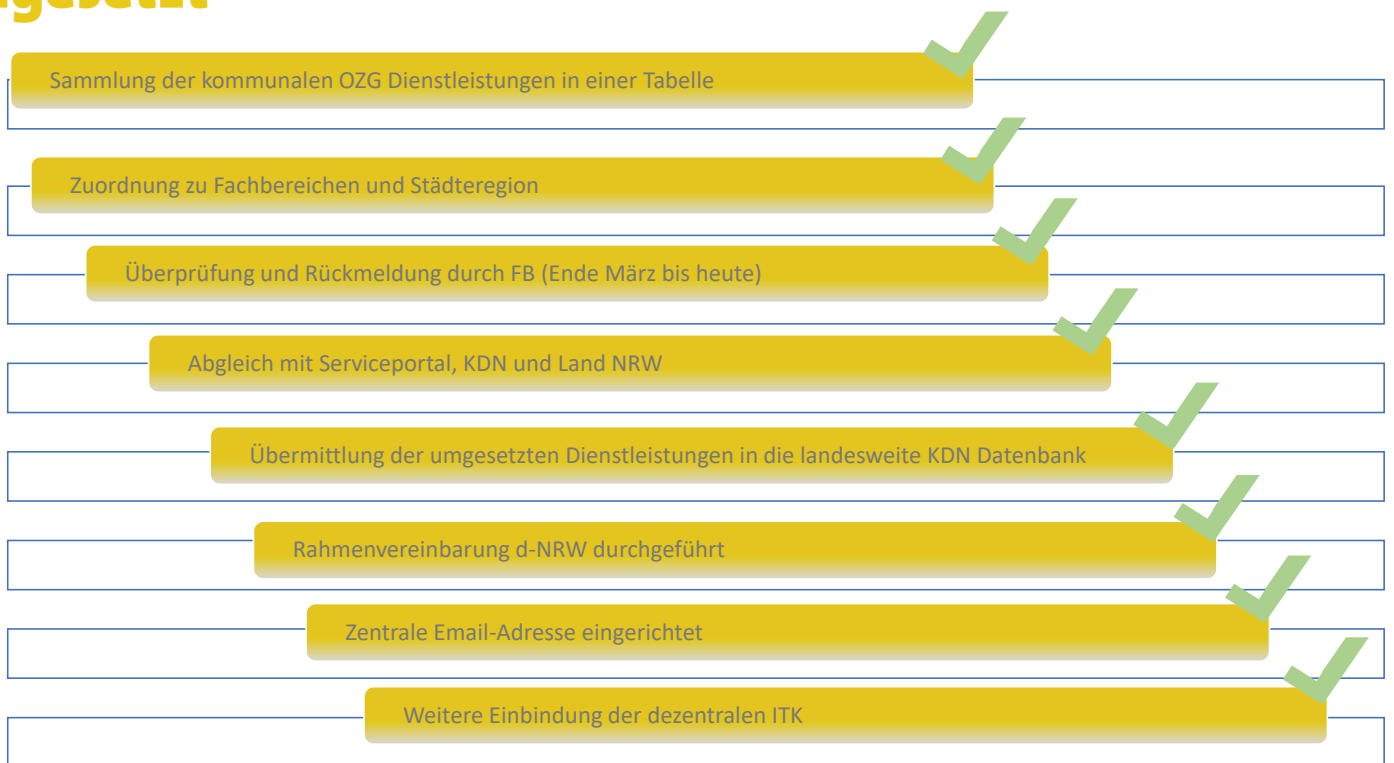 Sammlung der kommunalen OZG Dienstleistungen in einer Tabelle
Zuordnung zu Fachbereichen und Städteregion
Überprüfung und Rückmeldung durch FB (Ende März bis heute)
Abgleich mit Serviceportal, KDN und Land NRW
Übermittlung der umgesetzten Dienstleistungen in die landesweite KDN Datenbank
Rahmenvereinbarung d-NRW durchgeführt
Zentrale Email-Adresse eingerichtet
Weitere Einbindung der dezentralen ITK